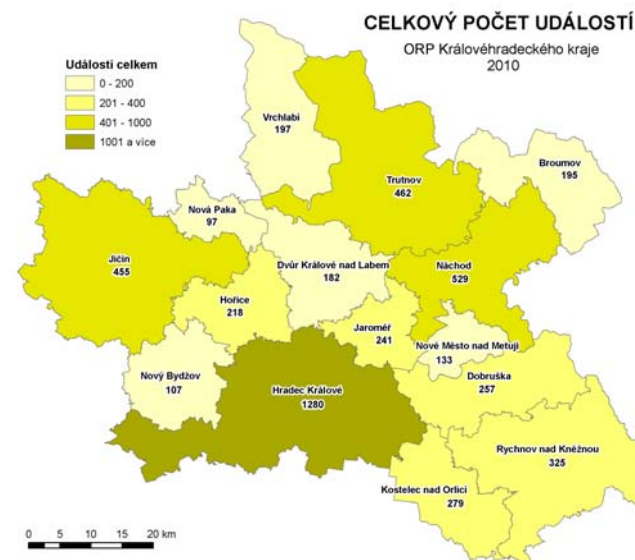 CELKOVÝ POČET UDÁLOSTÍ
ORP Královéhradeckého kraje
2010
Události celkem
0 - 200
201 - 400
401 - 1000
1001 a více
Vrchlabí
197
Trutnov
462
Broumov
195
Nová Paka
97
Jičín
455
Dvůr Králové nad Labem
182
Náchod
529
Hořice
218
Jaroměř
241
Nové Město nad Metují
133
Nový Bydžov
107
Hradec Králové
1280
Dobruška
257
Rychnov nad Kněžnou
325
Kostelec nad Orlicí
279
0 5 10 15 20 km